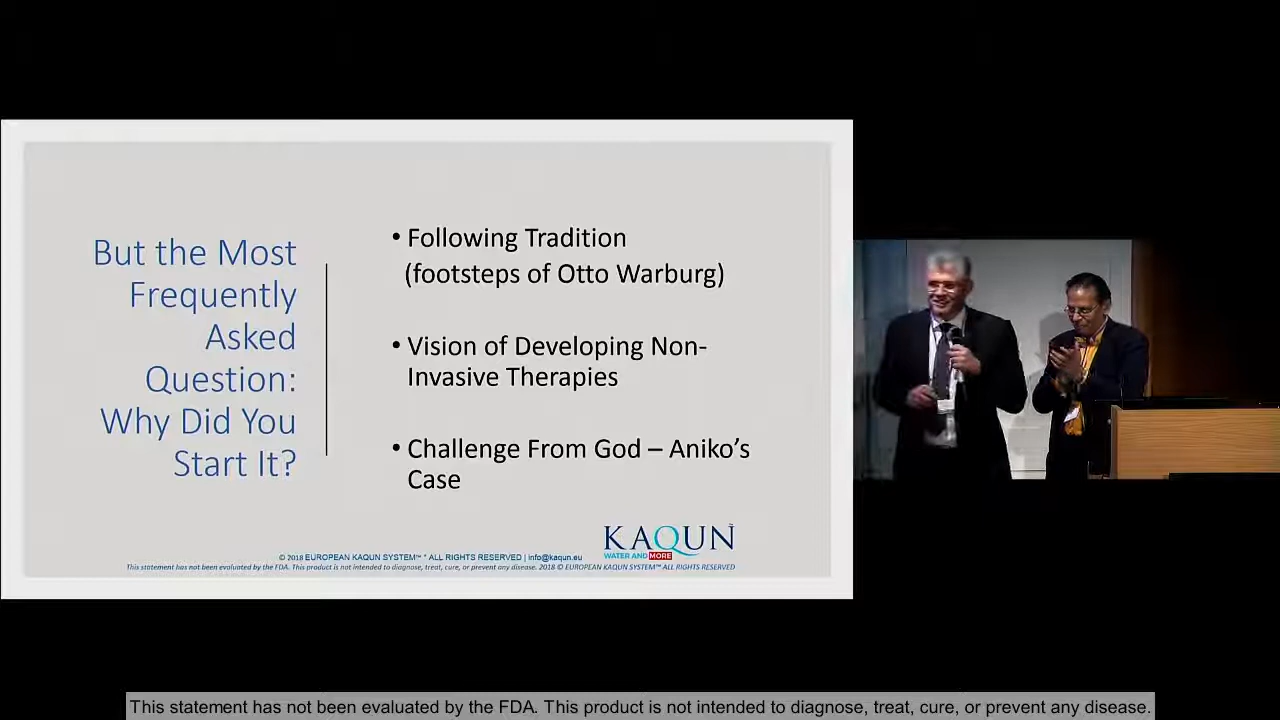 But the Most
Frequently
Asked
Question:
Why Did You
Start It?
• Following Tradition
(footsteps of Otto Warburg)
• Vision of Developing Non-
Invasive Therapies
• Challenge From God – Aniko’s
Case
KAQUN™
WATER AND MORE
© 2018 EUROPEAN KAQUN SYSTEM™ * ALL RIGHTS RESERVED | info@kaqun.eu
This statement has not been evaluated by the FDA. This product is not intended to diagnose, treat, cure, or prevent any disease. 2018 © EUROPEAN KAQUN SYSTEM™ ALL RIGHTS RESERVED
This statement has not been evaluated by the FDA. This product is not intended to diagnose, treat, cure, or prevent any disease.